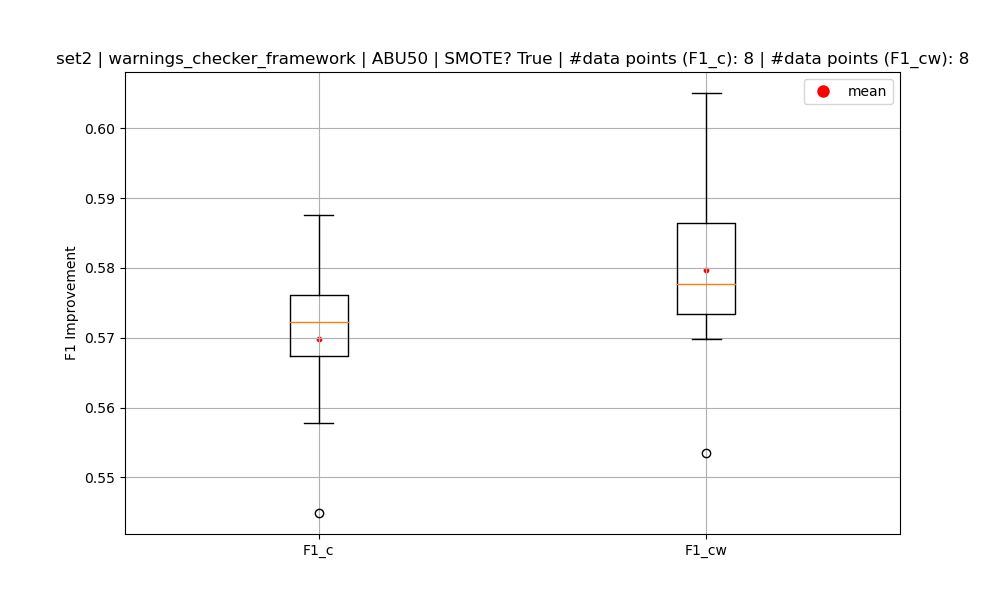 set2 | warnings_checker_framework | ABU50 | SMOTE? True | #data points (F1_c): 8 | #data points (F1_cw): 8
mean
0.60
0.59
0.58
0.57
0.56
0.55
F1 Improvement
F1_c
F1_cw